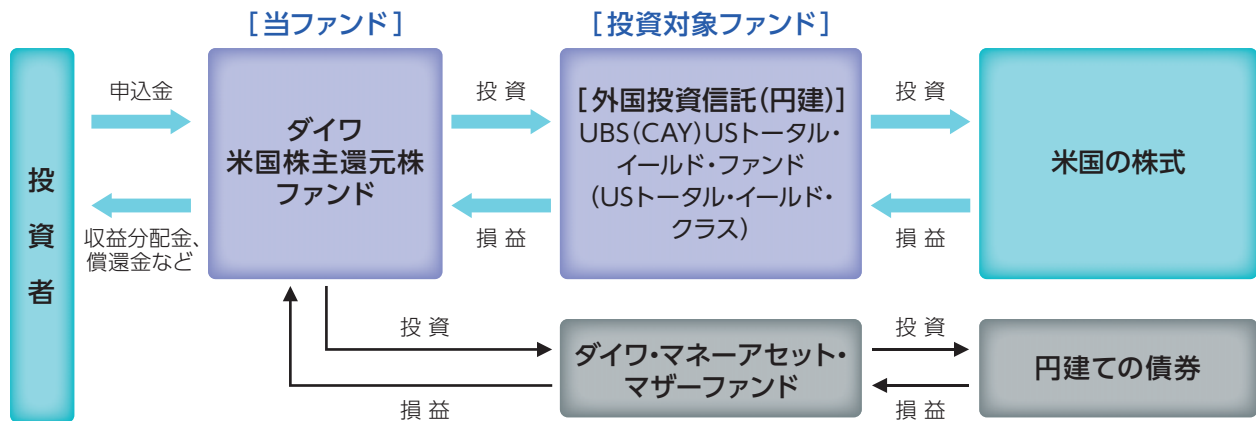 [当ファンド]
[投資対象ファンド]
投資者
申込金
収益分配金、
償還金など
ダイワ
米国株主還元株
ファンド
投 資
損 益
[外国投資信託(円建)]
UBS(CAY)USトータル・
イールド・ファンド
(USトータル・イールド・
クラス)
投 資
損 益
米国の株式
投 資
損 益
ダイワ・マネーアセット・
マザーファンド
投 資
損 益
円建ての債券